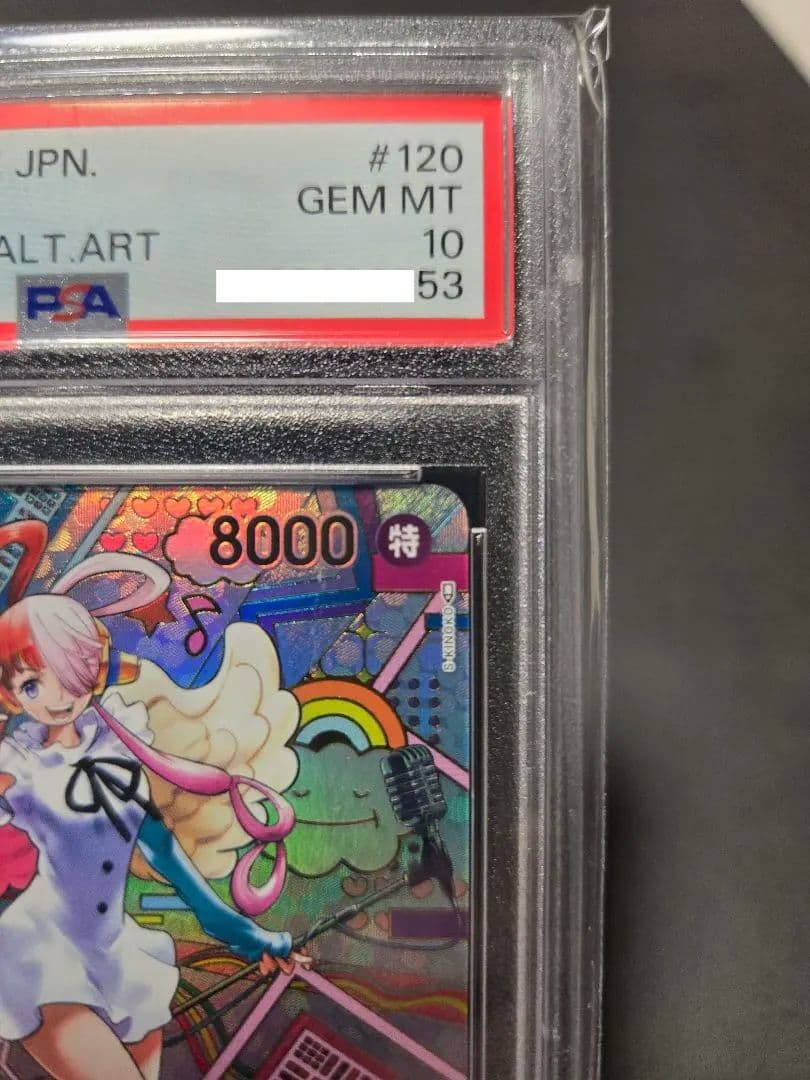 JPN.
#120
GEM MT
ALT.ART
10
53
PSA
8000
特
S-KINOKO